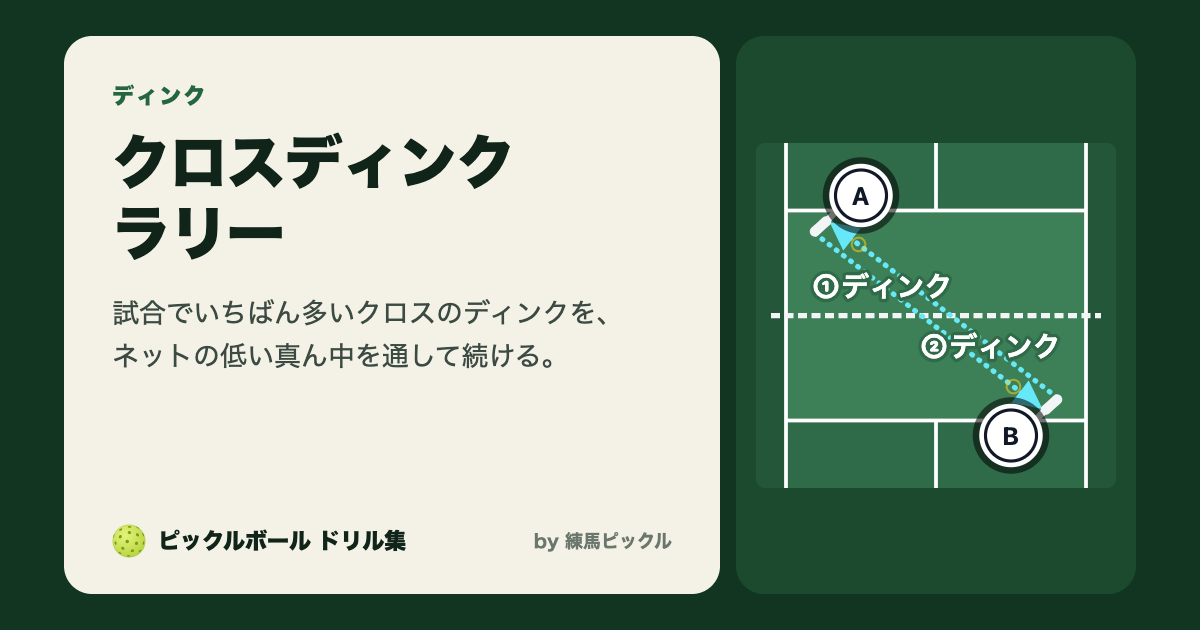 ディンク
クロスディンク
ラリー
試合でいちばん多いクロスのディンクを、
ネットの低い真ん中を通して続ける。
ピックルボール ドリル集
by 練馬ピックル
A
①ディンク
②ディンク
B